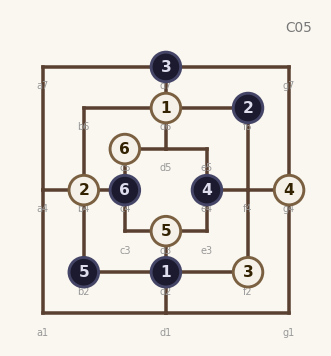 C05
3
a7 d7 g7
1 2
b6 d6 f6
6
c5 d5 e5
2 6 4 4
a4 b4 c4 e4 f4 g4
5
c3 d3 e3
5 1 3
b2 d2 f2
a1 d1 g1